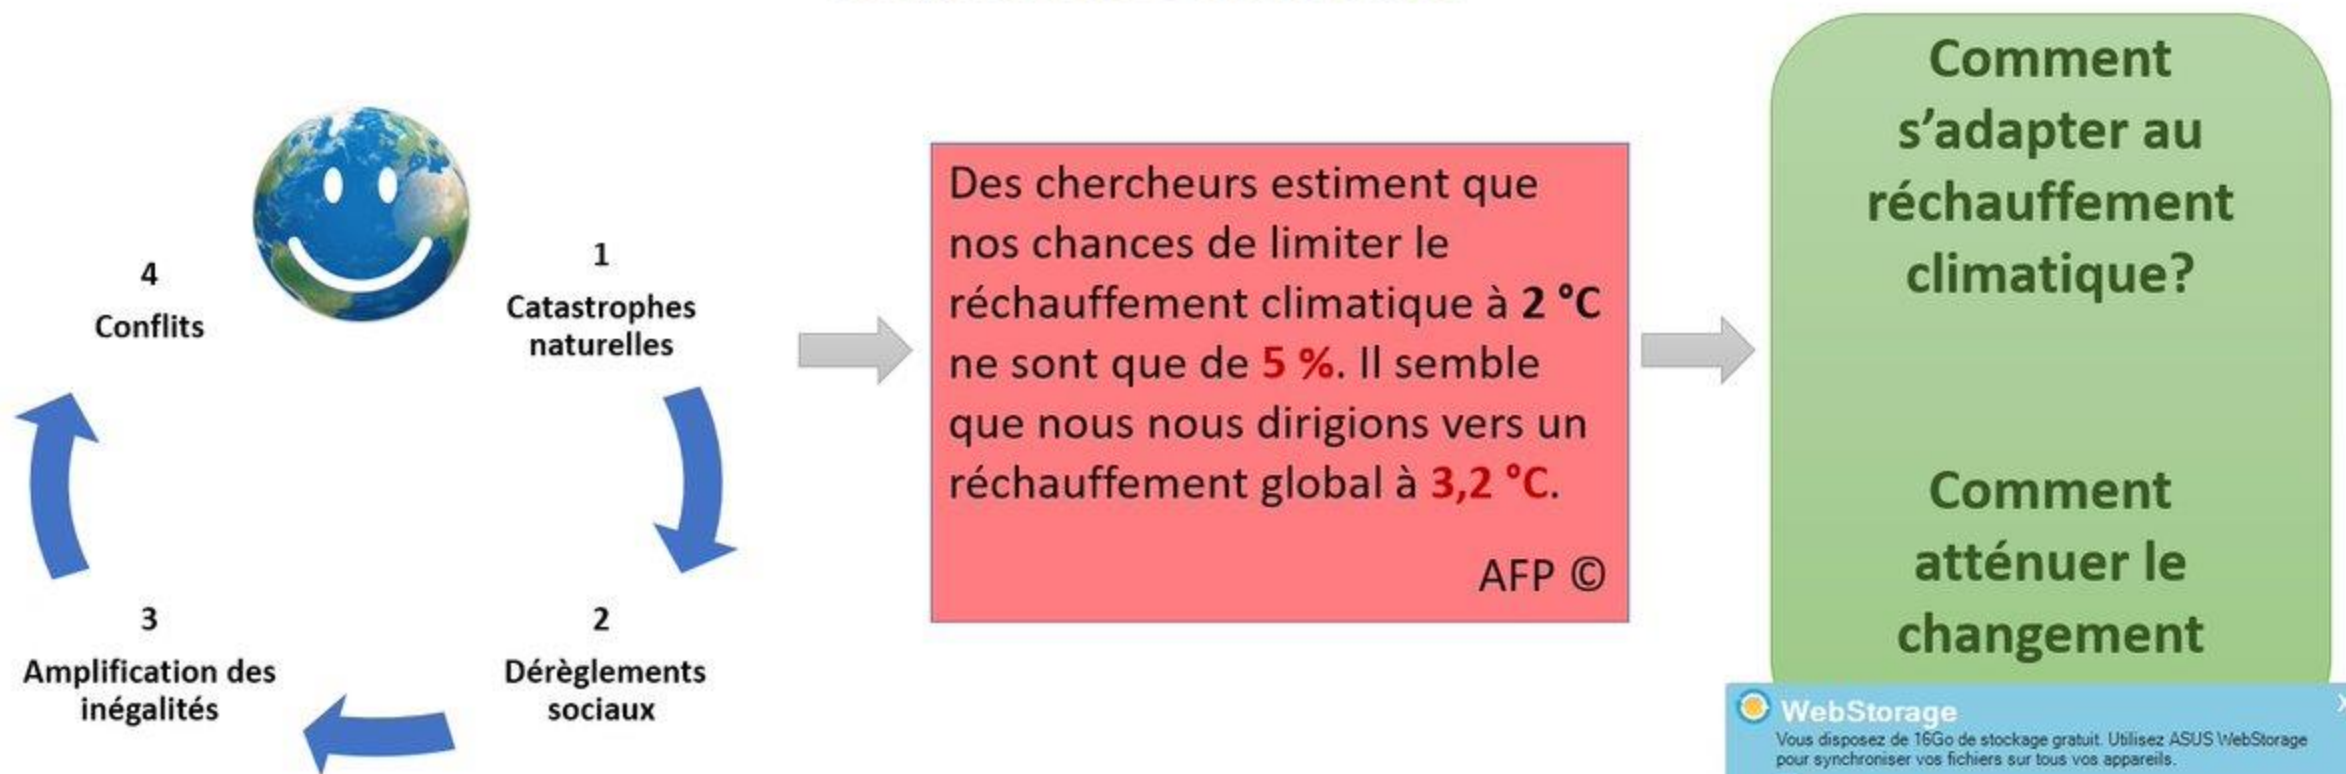 1
Catastrophes
naturelles
2
Dérèglements
sociaux
3
Amplification des
inégalités
4
Conflits
Des chercheurs estiment que
nos chances de limiter le
réchauffement climatique à 2 °C
ne sont que de 5 %. Il semble
que nous nous dirigions vers un
réchauffement global à 3,2 °C.
AFP ©
Comment
s'adapter au
réchauffement
climatique?
Comment
atténuer le
changement
WebStorage
X
Vous disposez de 16Go de stockage gratuit. Utilisez ASUS WebStorage
pour synchroniser vos fichiers sur tous vos appareils.